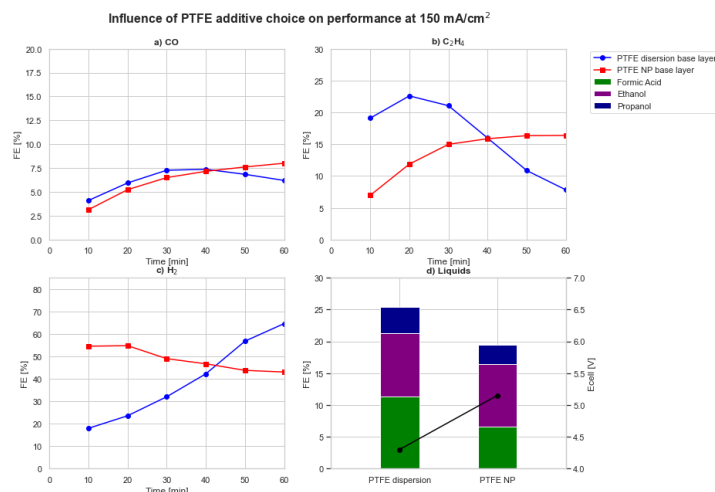 Influence of PTFE additive choice on performance at 150 mA/cm²
a) CO
20.0
17.5
15.0
12.5
10.0
7.5
5.0
2.5
0.0
FE [%]
0 10 20 30 40 50 60
Time [min]
b) C₂H₄
30
25
20
15
10
5
0
FE [%]
0 10 20 30 40 50 60
Time [min]
PTFE disersion base layer
PTFE NP base layer
Formic Acid
Ethanol
Propanol
c) H₂
80
70
60
50
40
30
20
10
0
FE [%]
0 10 20 30 40 50 60
Time [min]
d) Liquids
30
25
20
15
10
5
0
FE [%]
7.0
6.5
6.0
5.5
5.0
4.5
4.0
Ecell [V]
PTFE dispersion PTFE NP